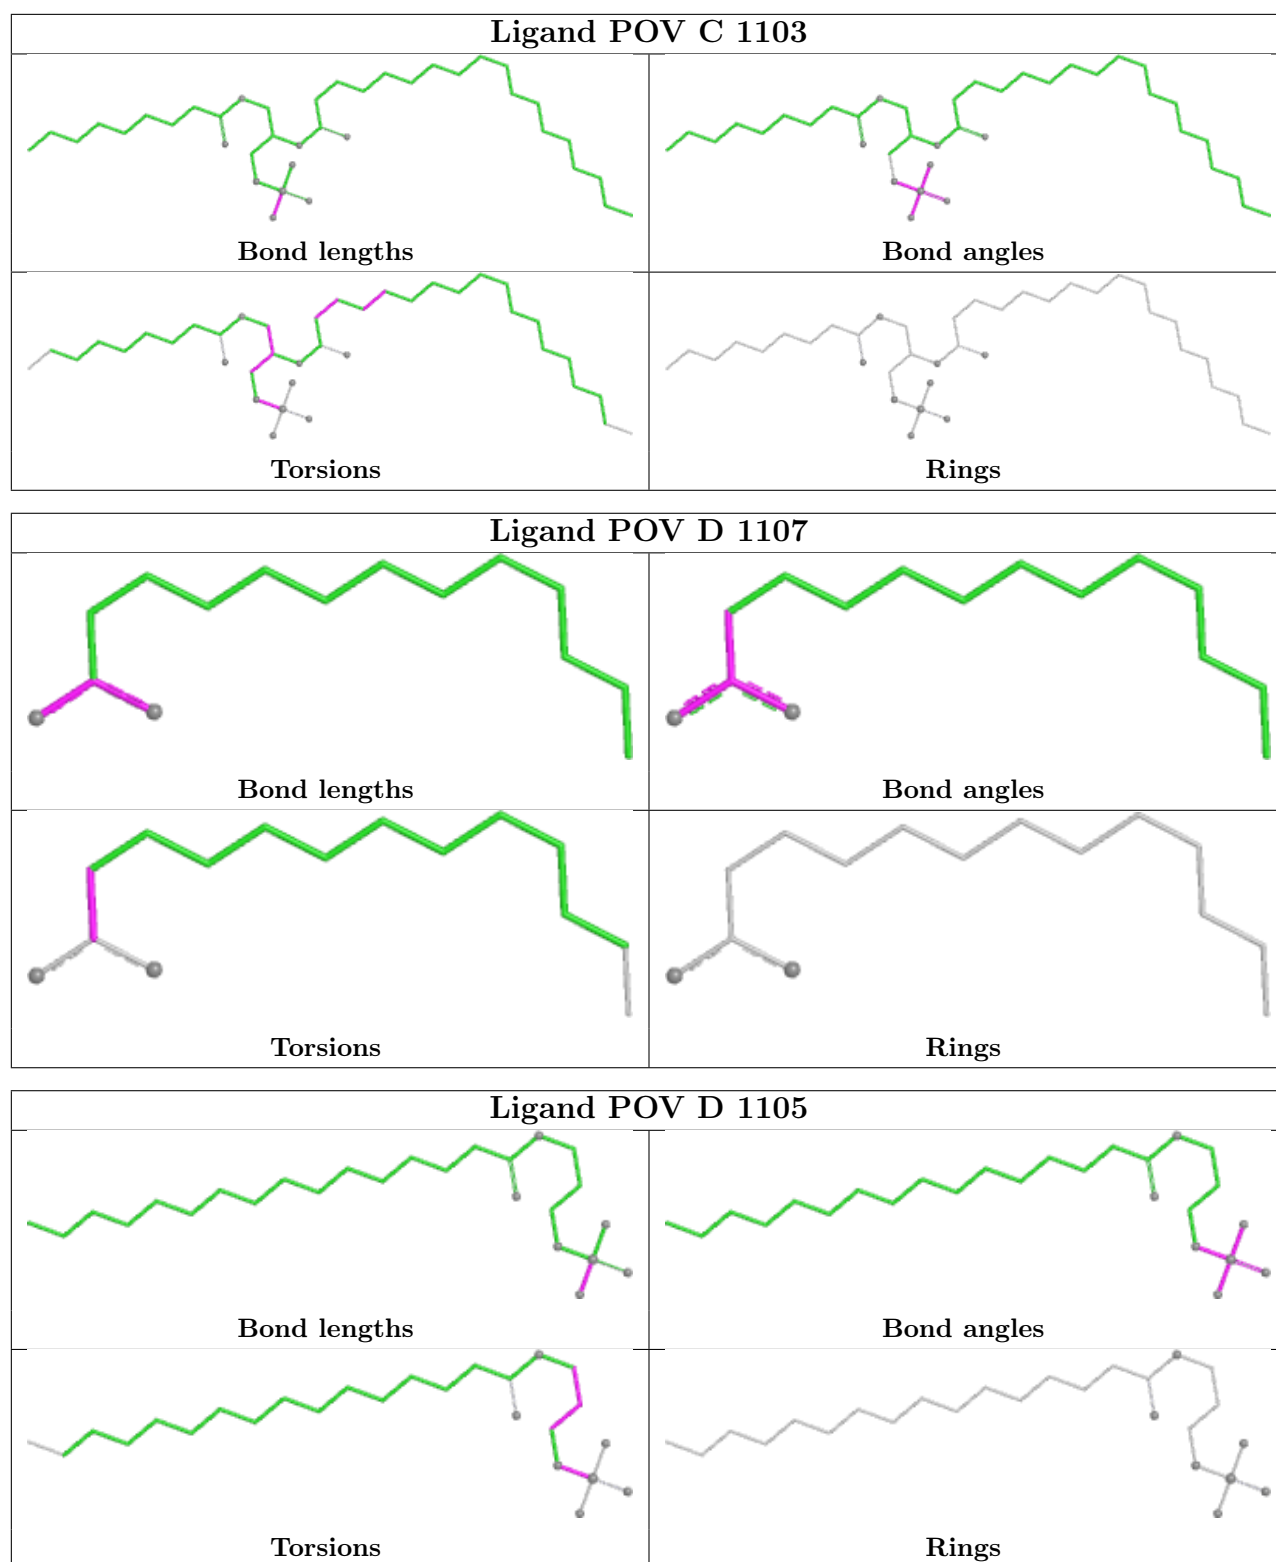 Ligand POV C 1103
Bond lengths
Bond angles
Torsions
Rings
Ligand POV D 1107
Bond lengths
Bond angles
Torsions
Rings
Ligand POV D 1105
Bond lengths
Bond angles
Torsions
Rings